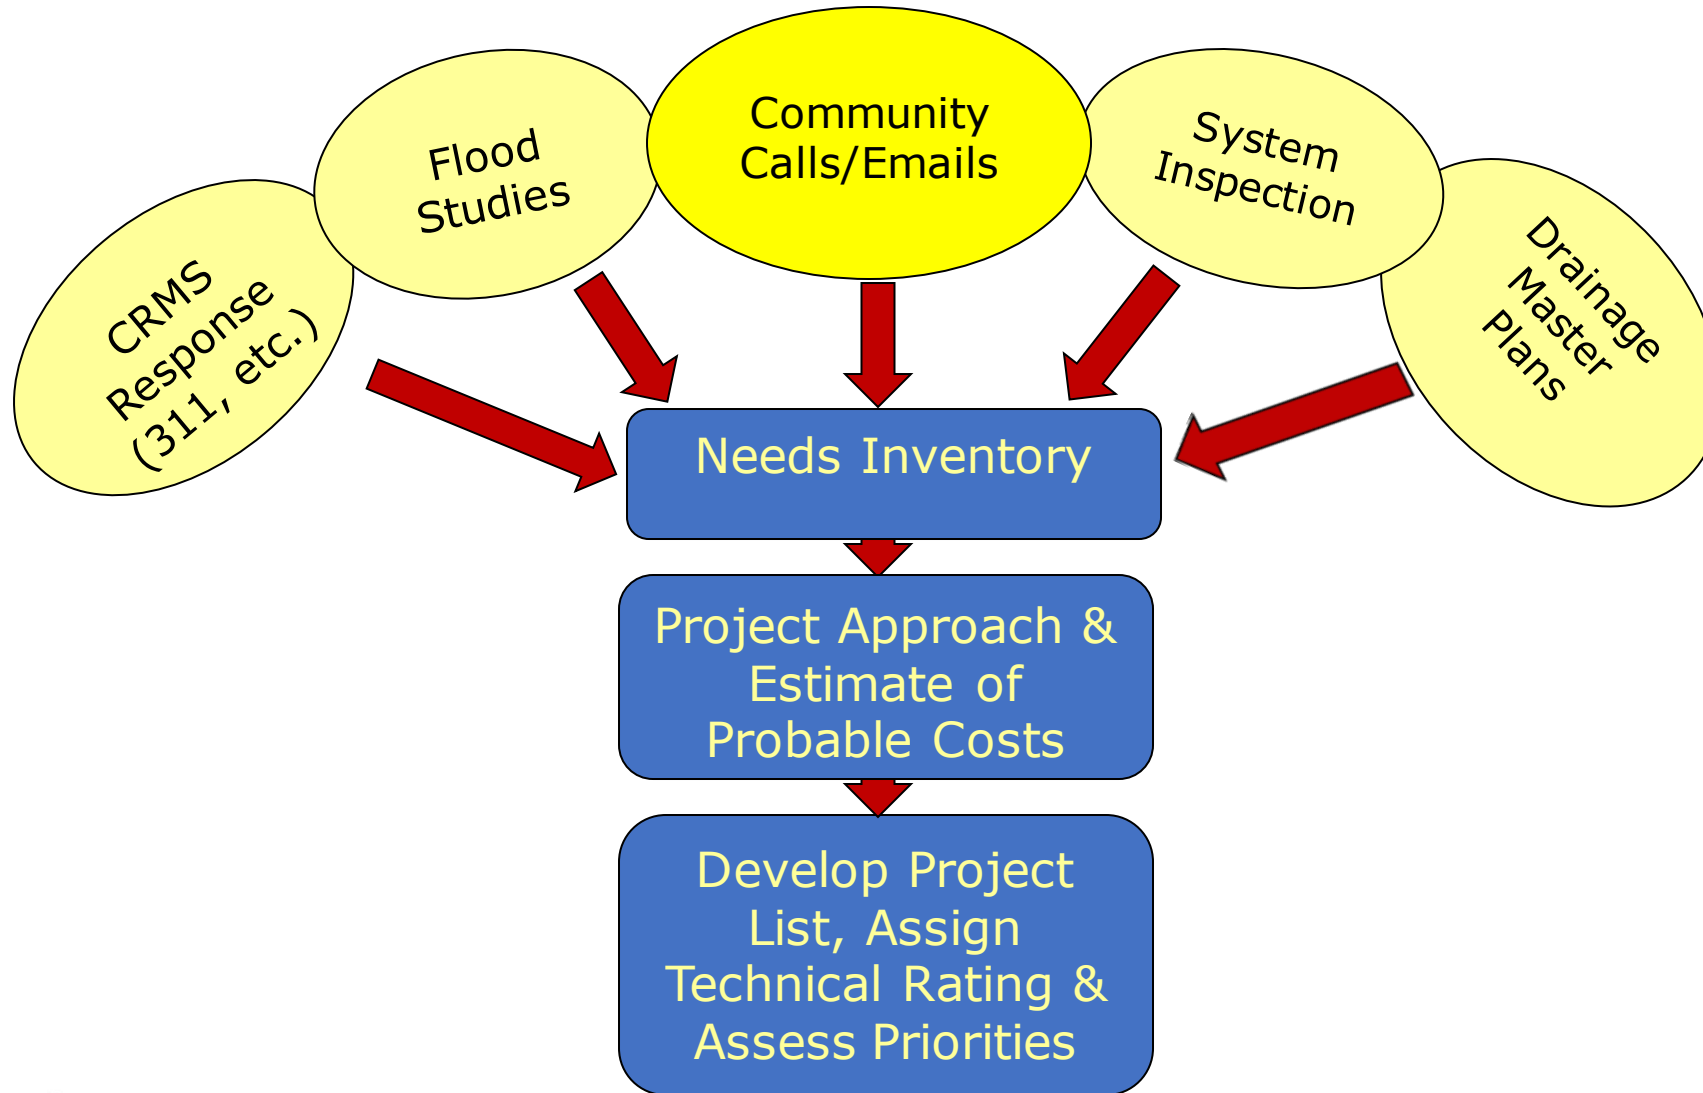 CRMS
Response
(311, etc.)
Flood
Studies
Community
Calls/Emails
System
Inspection
Drainage
Master
Plans
Needs Inventory
Project Approach &
Estimate of
Probable Costs
Develop Project
List, Assign
Technical Rating &
Assess Priorities